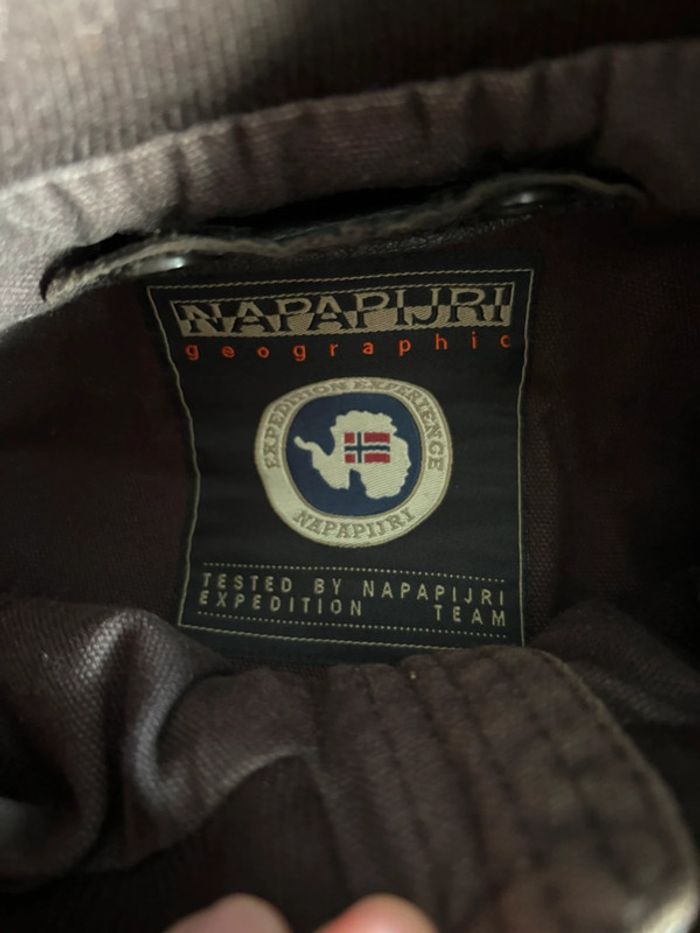 NAPAPIJRI
geographic
EXPEDITION EXPERIENCE
NAPAPIJRI
TESTED BY NAPAPIJRI
EXPEDITION TEAM